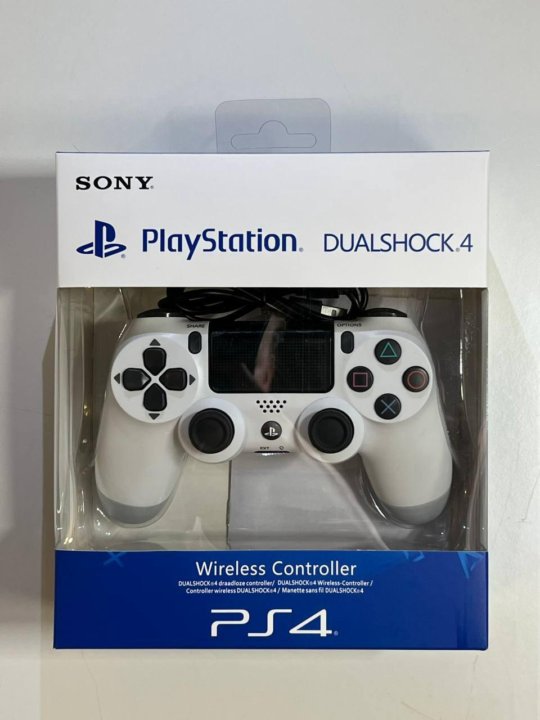 SONY®
PlayStation® DUALSHOCK®4
SHARE OPTIONS
Wireless Controller
DUALSHOCK®4 draadloze controller/ DUALSHOCK®4 Wireless-Controller /
Controller wireless DUALSHOCK®4 / Manette sans fil DUALSHOCK®4
PS4®